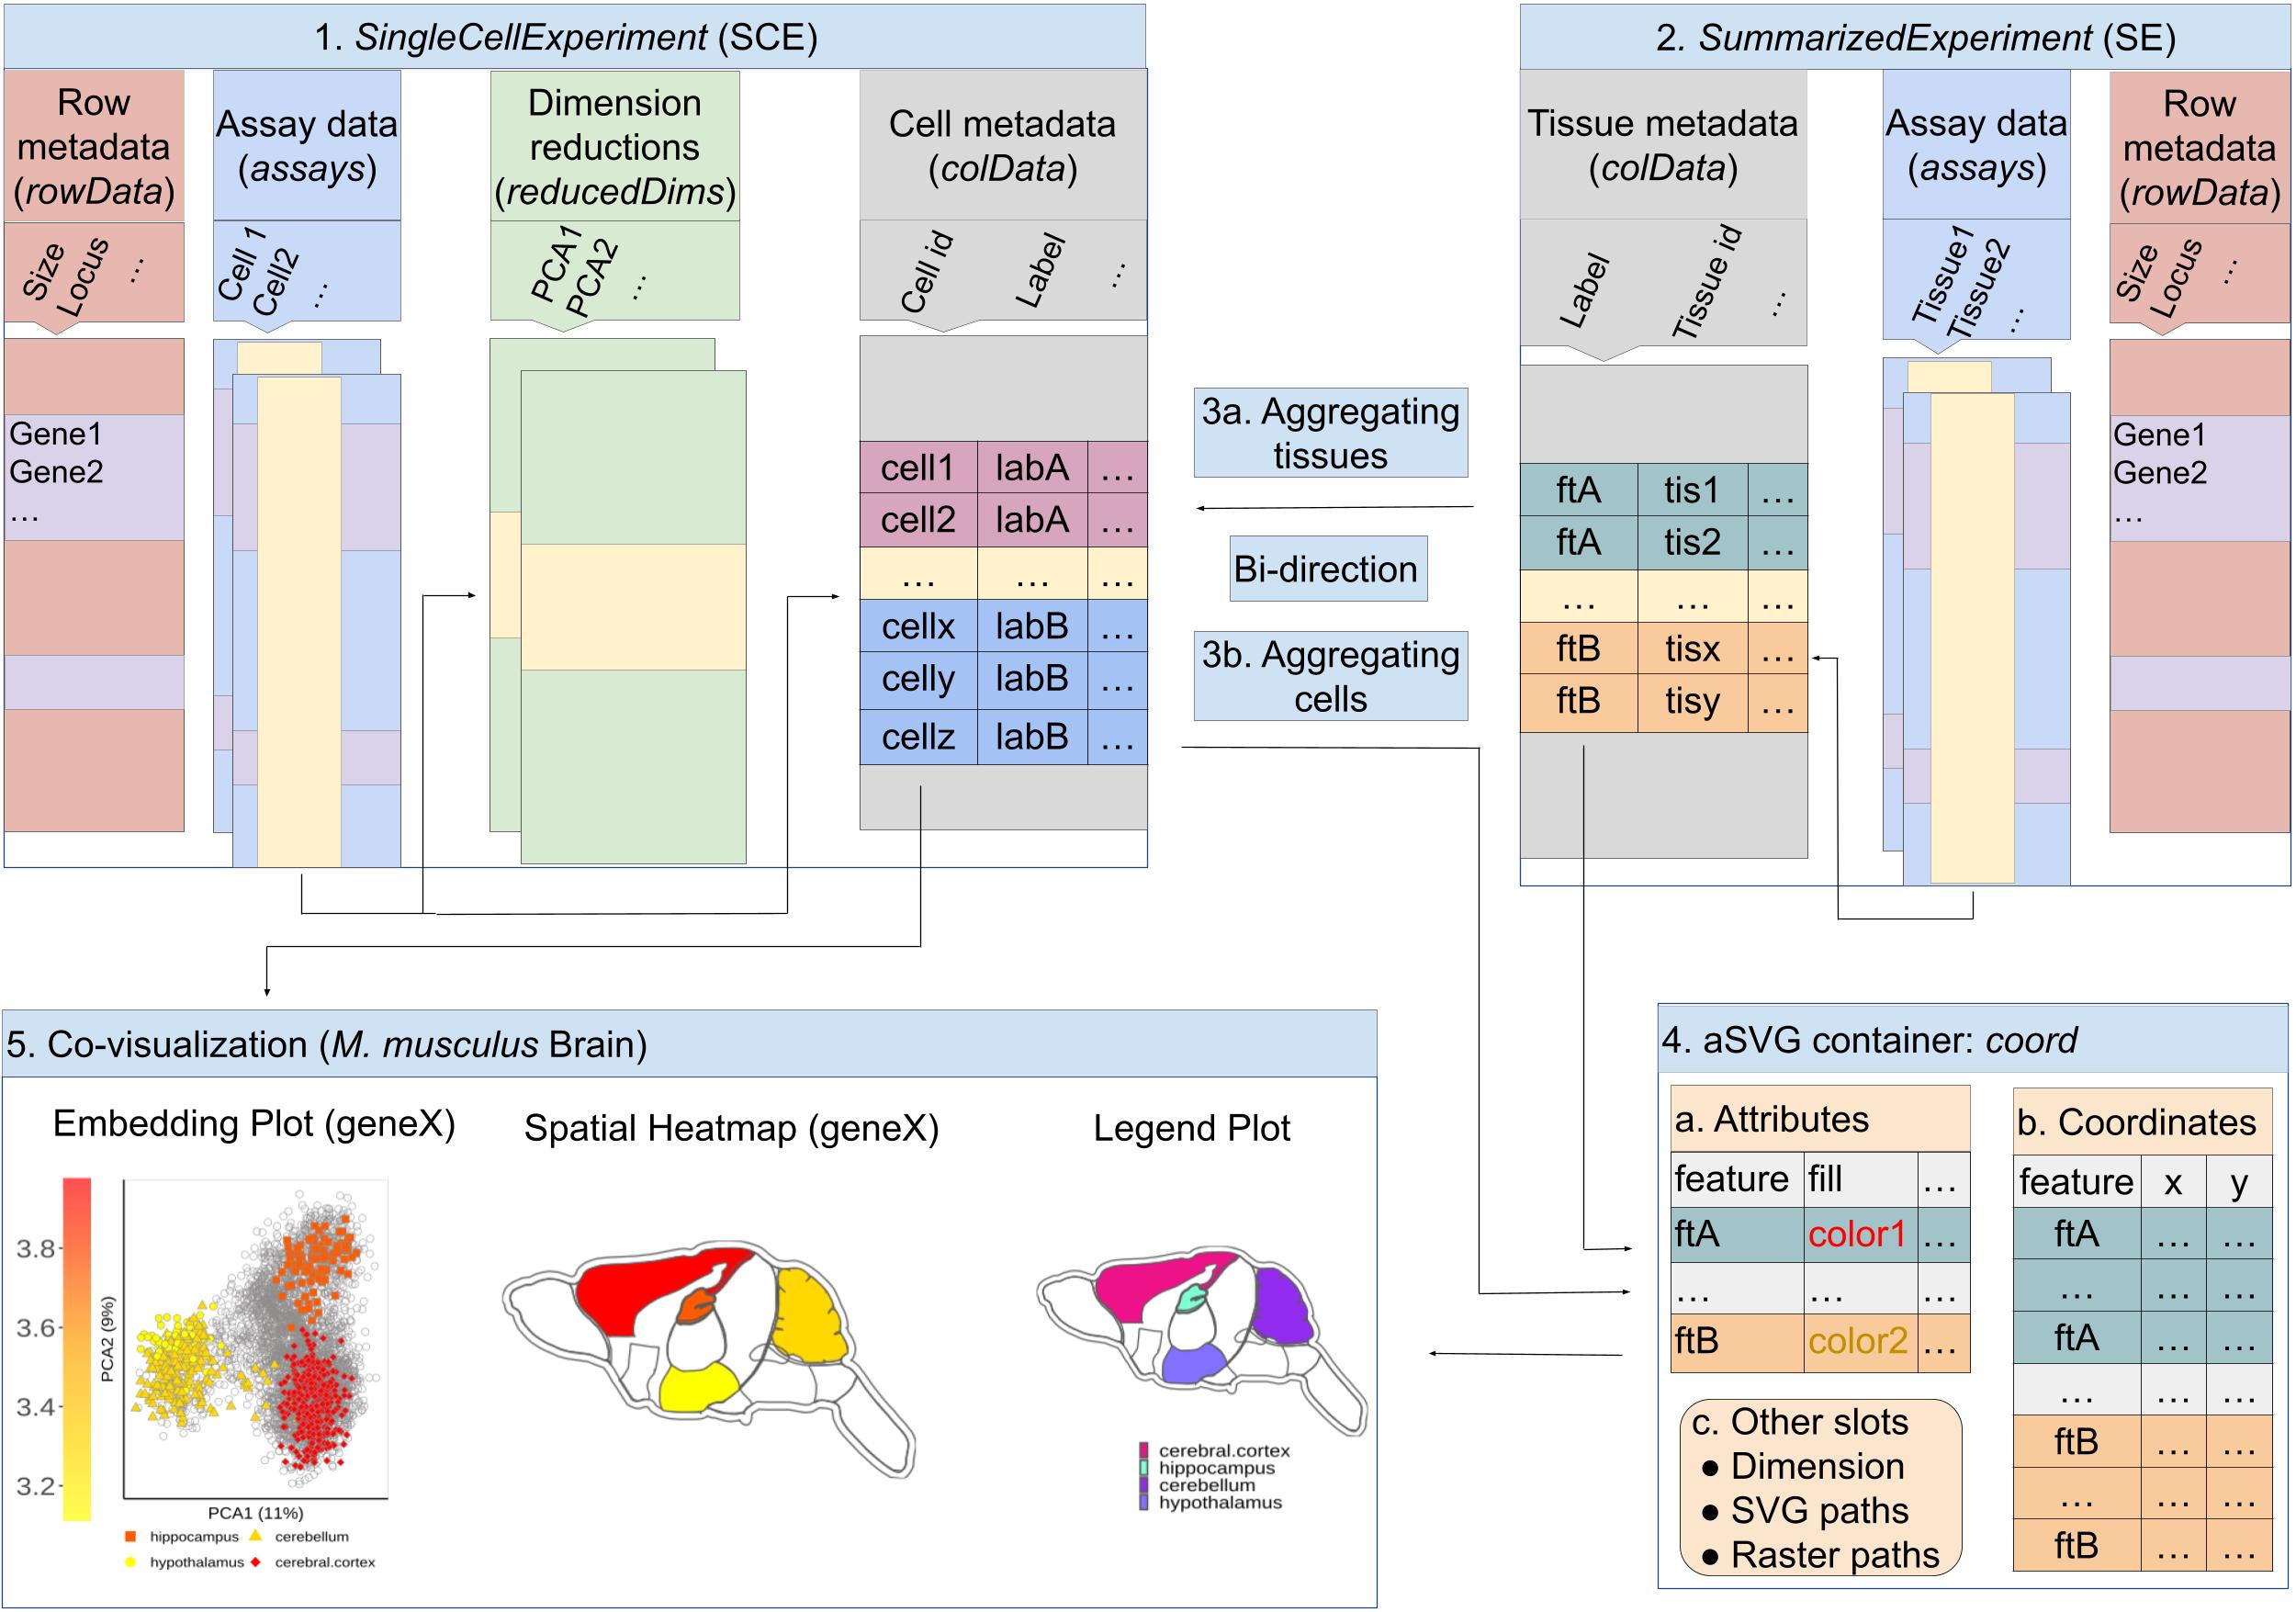 1. SingleCellExperiment (SCE)
Row
metadata
(rowData)
Size
Locus
…
Gene1
Gene2
…
Assay data
(assays)
Cell 1
Cell2
…
Dimension
reductions
(reducedDims)
PCA1
PCA2
…
Cell metadata
(colData)
Cell id
Label
…
cell1 labA …
cell2 labA …
… … …
cellx labB …
celly labB …
cellz labB …
3a. Aggregating
tissues
Bi-direction
3b. Aggregating
cells
2. SummarizedExperiment (SE)
Tissue metadata
(colData)
Label
Tissue id
…
ftA tis1 …
ftA tis2 …
… … …
ftB tisx …
ftB tisy …
Assay data
(assays)
Tissue1
Tissue2
…
Row
metadata
(rowData)
Size
Locus
…
Gene1
Gene2
…
5. Co-visualization (M. musculus Brain)
Embedding Plot (geneX)
3.8
3.6
3.4
3.2
PCA2 (9%)
PCA1 (11%)
hippocampus cerebellum
hypothalamus cerebral.cortex
Spatial Heatmap (geneX)
Legend Plot
cerebral.cortex
hippocampus
cerebellum
hypothalamus
4. aSVG container: coord
a. Attributes
feature fill …
ftA color1 …
… … …
ftB color2 …
c. Other slots
● Dimension
● SVG paths
● Raster paths
b. Coordinates
feature x y
ftA … …
… … …
ftA … …
… … …
ftB … …
… … …
ftB … …